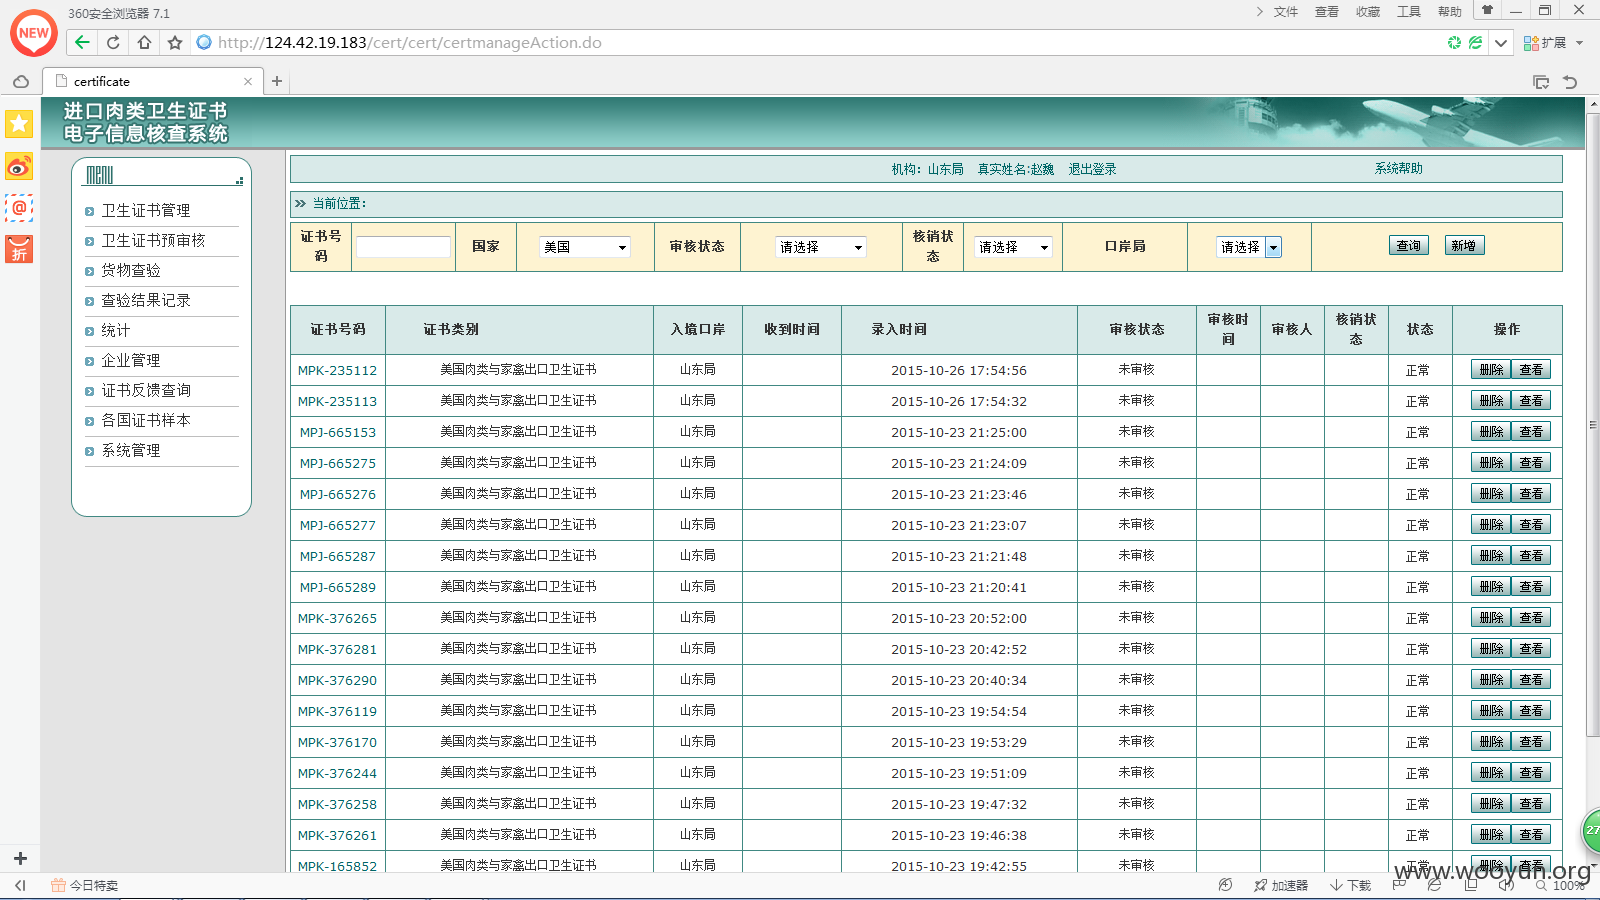 360安全浏览器 7.1
文件 查看 收藏 工具 帮助
NEW
http://124.42.19.183/cert/cert/certmanageAction.do
扩展
certificate
进口肉类卫生证书
电子信息核查系统
MENU
卫生证书管理
卫生证书预审核
货物查验
查验结果记录
统计
企业管理
证书反馈查询
各国证书样本
系统管理
折
机构：山东局 真实姓名:赵巍 退出登录 系统帮助
当前位置：
证书号码 国家 美国 审核状态 请选择 核销状态 请选择 口岸局 请选择 查询 新增
证书号码 证书类别 入境口岸 收到时间 录入时间 审核状态 审核时间 审核人 核销状态 状态 操作
MPK-235112 美国肉类与家禽出口卫生证书 山东局 2015-10-26 17:54:56 未审核 正常 删除 查看
MPK-235113 美国肉类与家禽出口卫生证书 山东局 2015-10-26 17:54:32 未审核 正常 删除 查看
MPJ-665153 美国肉类与家禽出口卫生证书 山东局 2015-10-23 21:25:00 未审核 正常 删除 查看
MPJ-665275 美国肉类与家禽出口卫生证书 山东局 2015-10-23 21:24:09 未审核 正常 删除 查看
MPJ-665276 美国肉类与家禽出口卫生证书 山东局 2015-10-23 21:23:46 未审核 正常 删除 查看
MPJ-665277 美国肉类与家禽出口卫生证书 山东局 2015-10-23 21:23:07 未审核 正常 删除 查看
MPJ-665287 美国肉类与家禽出口卫生证书 山东局 2015-10-23 21:21:48 未审核 正常 删除 查看
MPJ-665289 美国肉类与家禽出口卫生证书 山东局 2015-10-23 21:20:41 未审核 正常 删除 查看
MPK-376265 美国肉类与家禽出口卫生证书 山东局 2015-10-23 20:52:00 未审核 正常 删除 查看
MPK-376281 美国肉类与家禽出口卫生证书 山东局 2015-10-23 20:42:52 未审核 正常 删除 查看
MPK-376290 美国肉类与家禽出口卫生证书 山东局 2015-10-23 20:40:34 未审核 正常 删除 查看
MPK-376119 美国肉类与家禽出口卫生证书 山东局 2015-10-23 19:54:54 未审核 正常 删除 查看
MPK-376170 美国肉类与家禽出口卫生证书 山东局 2015-10-23 19:53:29 未审核 正常 删除 查看
MPK-376244 美国肉类与家禽出口卫生证书 山东局 2015-10-23 19:51:09 未审核 正常 删除 查看
MPK-376258 美国肉类与家禽出口卫生证书 山东局 2015-10-23 19:47:32 未审核 正常 删除 查看
MPK-376261 美国肉类与家禽出口卫生证书 山东局 2015-10-23 19:46:38 未审核 正常 删除 查看
MPK-165852 美国肉类与家禽出口卫生证书 山东局 2015-10-23 19:42:55 未审核 正常 删除 查看
27
www.wooyun.org
今日特卖 加速器 下载 100%